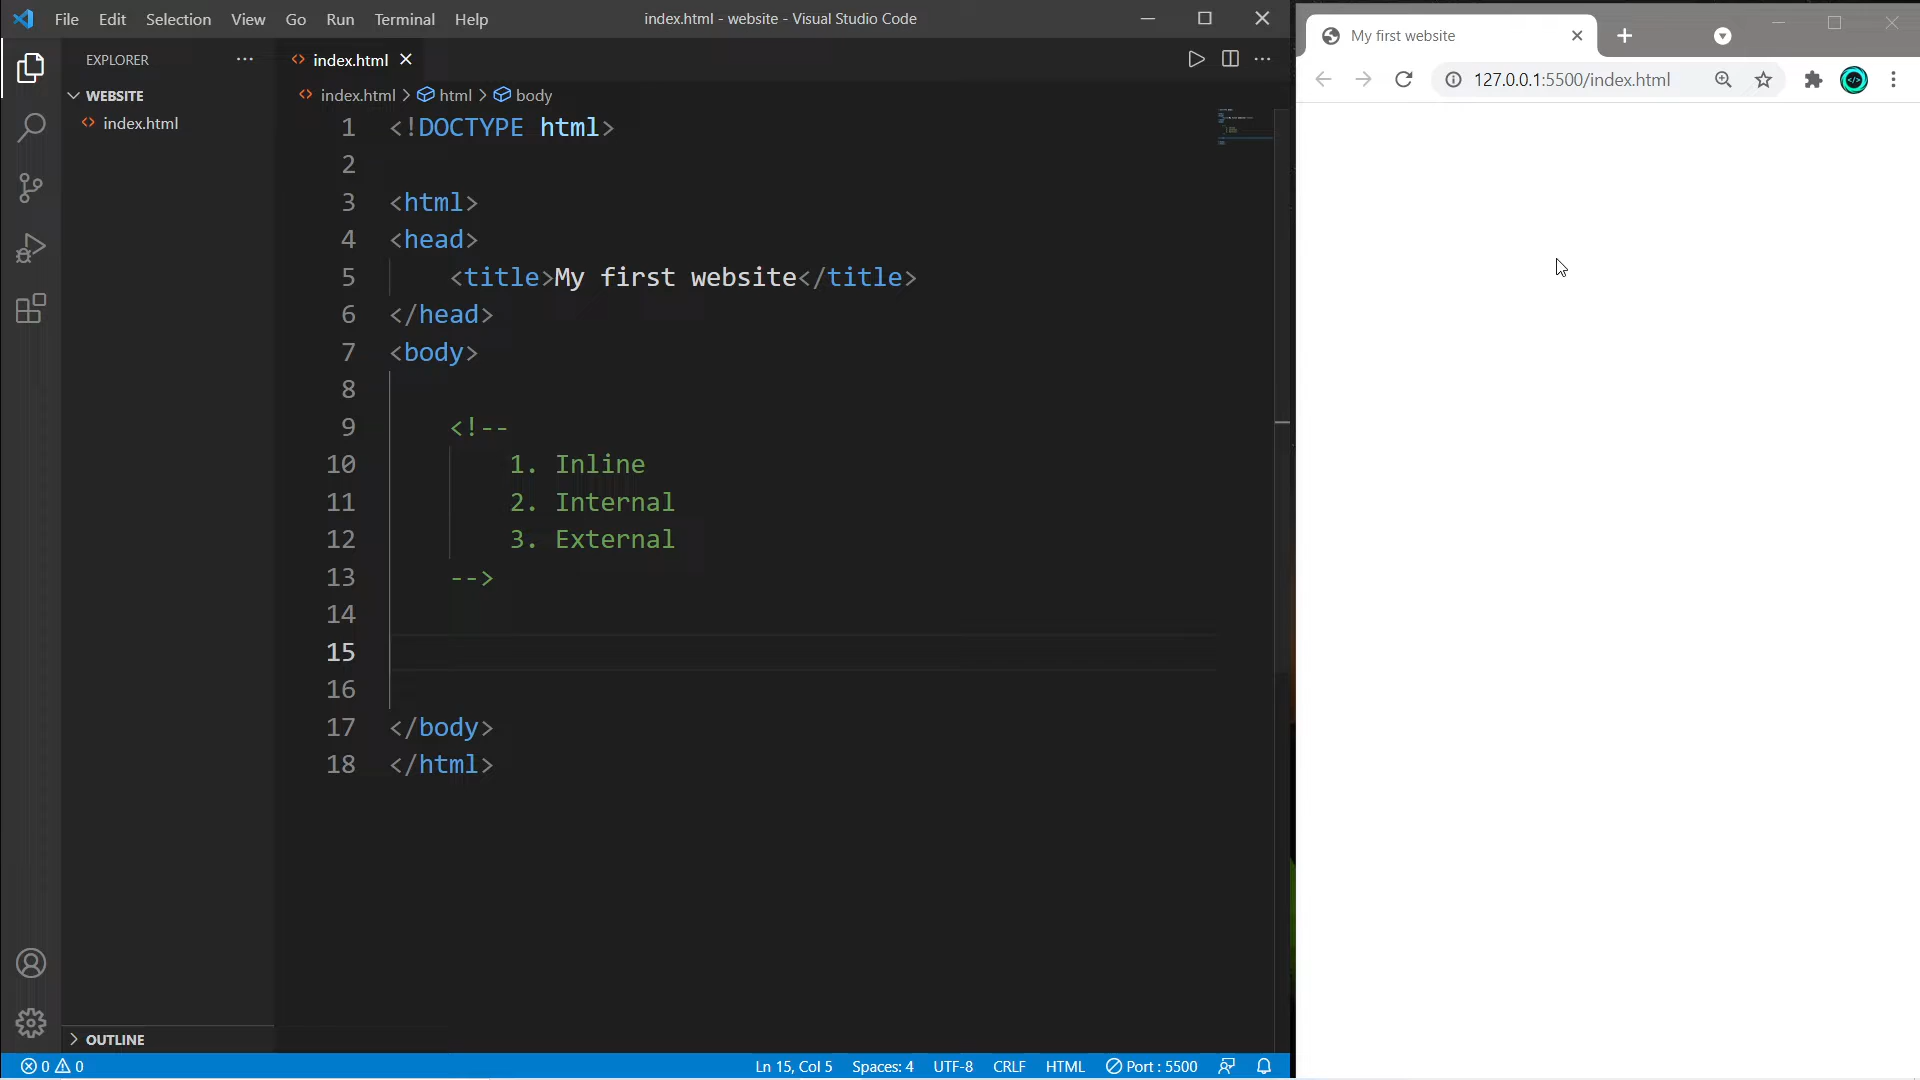 File Edit Selection View Go Run Terminal Help
index.html - website - Visual Studio Code
EXPLORER
WEBSITE
index.html
index.html
index.html > html > body
1 <!DOCTYPE html>
2
3 <html>
4 <head>
5 <title>My first website</title>
6 </head>
7 <body>
8
9 <!--
10 1. Inline
11 2. Internal
12 3. External
13 -->
14
15
16
17 </body>
18 </html>
OUTLINE
0 0
Ln 15, Col 5 Spaces: 4 UTF-8 CRLF HTML Port : 5500
My first website
127.0.0.1:5500/index.html